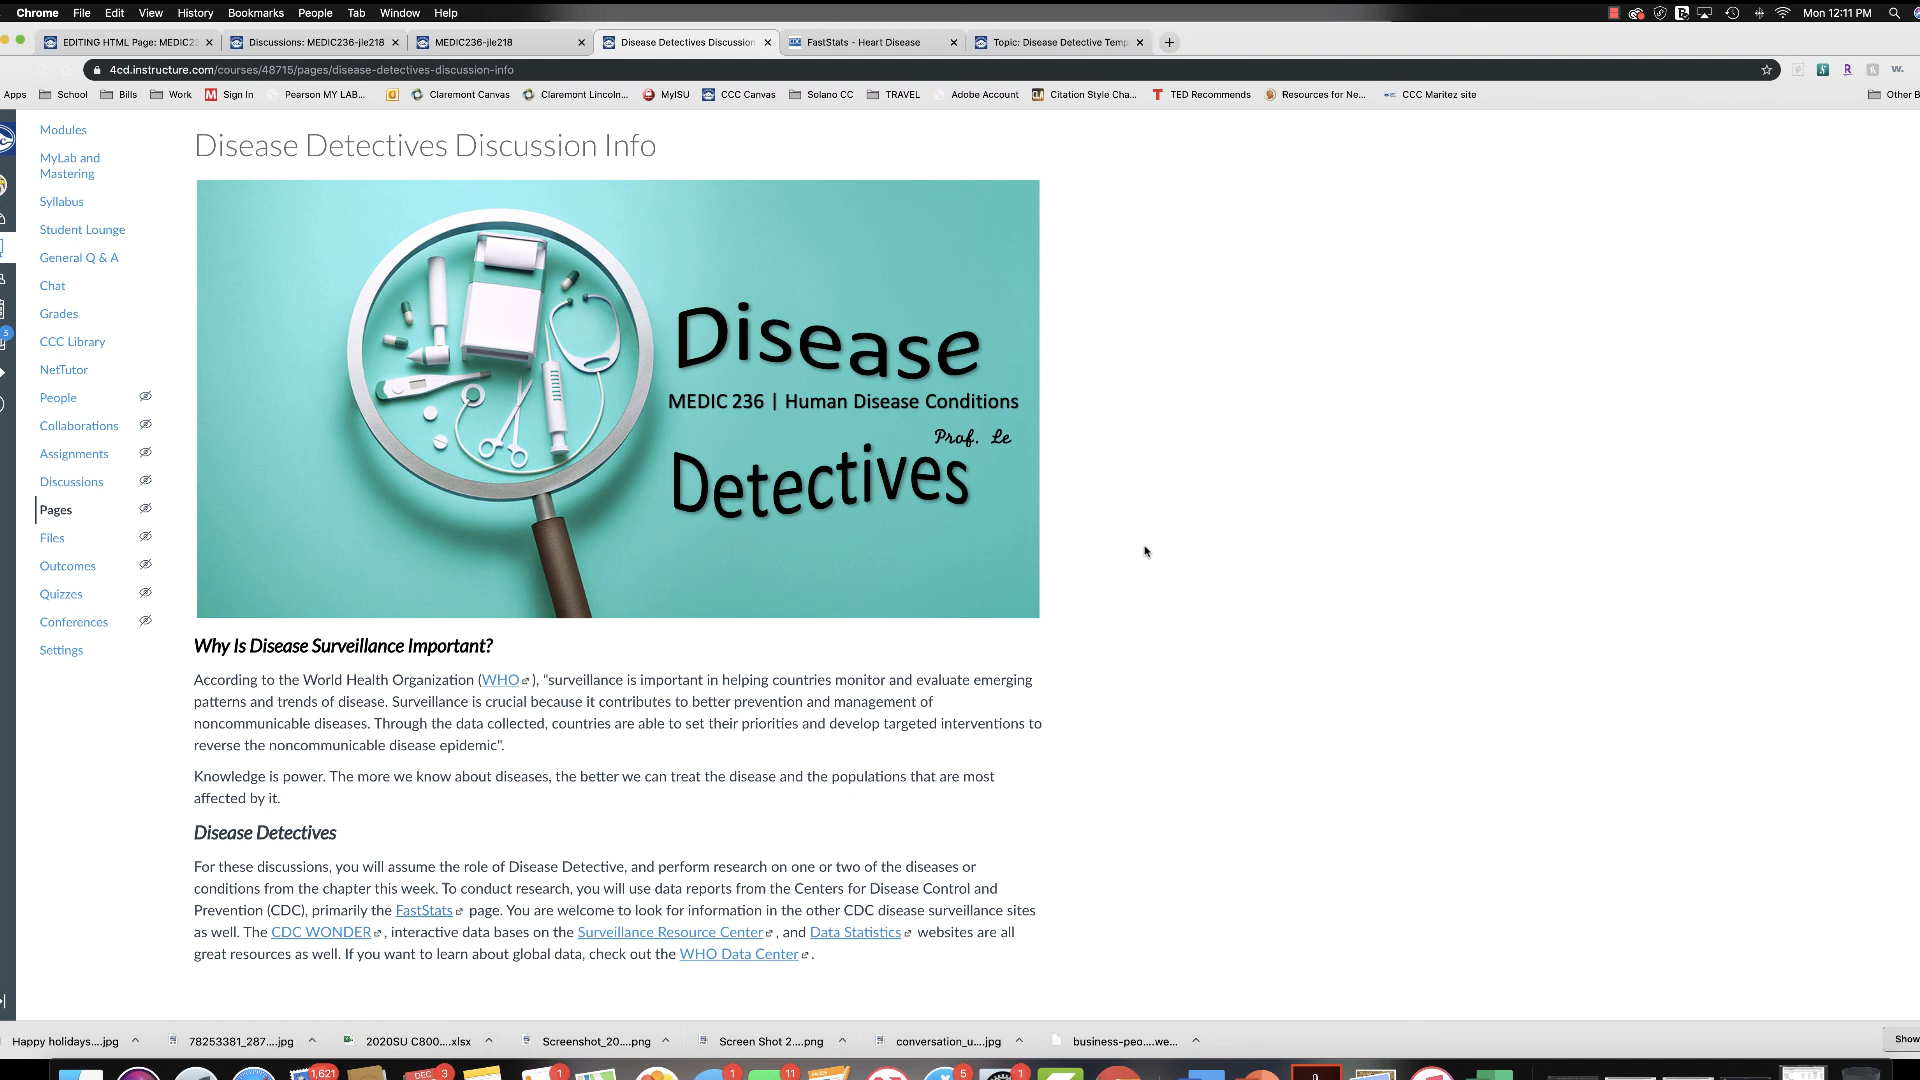 Chrome File Edit View History Bookmarks People Tab Window Help Mon 12:11 PM
EDITING HTML Page: MEDIC23 Discussions: MEDIC236-jle218 MEDIC236-jle218 Disease Detectives Discussion FastStats - Heart Disease Topic: Disease Detective Temp
4cd.instructure.com/courses/48715/pages/disease-detectives-discussion-info
Apps School Bills Work Sign In Pearson MY LAB... Claremont Canvas Claremont Lincoln... MyISU CCC Canvas Solano CC TRAVEL Adobe Account Citation Style Cha... TED Recommends Resources for Ne... CCC Maritez site Other B
Modules
MyLab and
Mastering
Syllabus
Student Lounge
General Q & A
Chat
Grades
CCC Library
NetTutor
People
Collaborations
Assignments
Discussions
Pages
Files
Outcomes
Quizzes
Conferences
Settings
5
Disease Detectives Discussion Info
Disease
MEDIC 236 | Human Disease Conditions
Prof. Le
Detectives
Why Is Disease Surveillance Important?
According to the World Health Organization (WHO), "surveillance is important in helping countries monitor and evaluate emerging
patterns and trends of disease. Surveillance is crucial because it contributes to better prevention and management of
noncommunicable diseases. Through the data collected, countries are able to set their priorities and develop targeted interventions to
reverse the noncommunicable disease epidemic".
Knowledge is power. The more we know about diseases, the better we can treat the disease and the populations that are most
affected by it.
Disease Detectives
For these discussions, you will assume the role of Disease Detective, and perform research on one or two of the diseases or
conditions from the chapter this week. To conduct research, you will use data reports from the Centers for Disease Control and
Prevention (CDC), primarily the FastStats page. You are welcome to look for information in the other CDC disease surveillance sites
as well. The CDC WONDER, interactive data bases on the Surveillance Resource Center, and Data Statistics websites are all
great resources as well. If you want to learn about global data, check out the WHO Data Center.
Happy holidays....jpg 78253381_287....jpg 2020SU C800....xlsx Screenshot_20....png Screen Shot 2....png conversation_u....jpg business-peo....we... Show
1,621 DEC 3 1 1 11 5 1